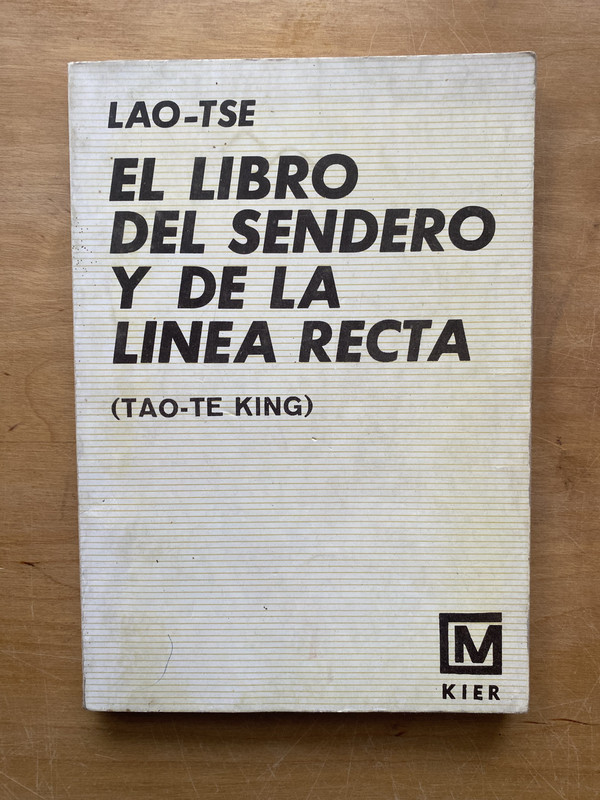 LAO-TSE
EL LIBRO
DEL SENDERO
Y DE LA
LINEA RECTA
(TAO-TE KING)
M
KIER